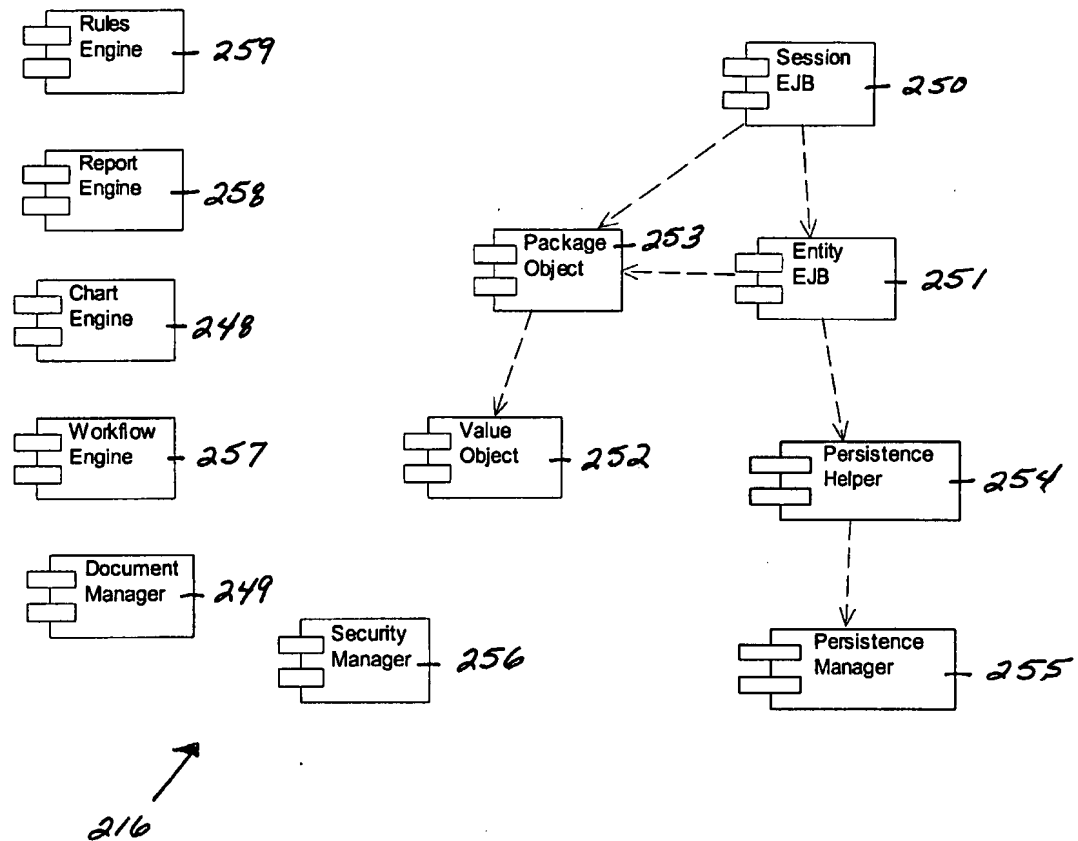 Rules
Engine
259
Session
EJB
250
Report
Engine
258
Package
Object
253
Entity
EJB
251
Chart
Engine
248
Workflow
Engine
257
Value
Object
252
Persistence
Helper
254
Document
Manager
249
Security
Manager
256
Persistence
Manager
255
216